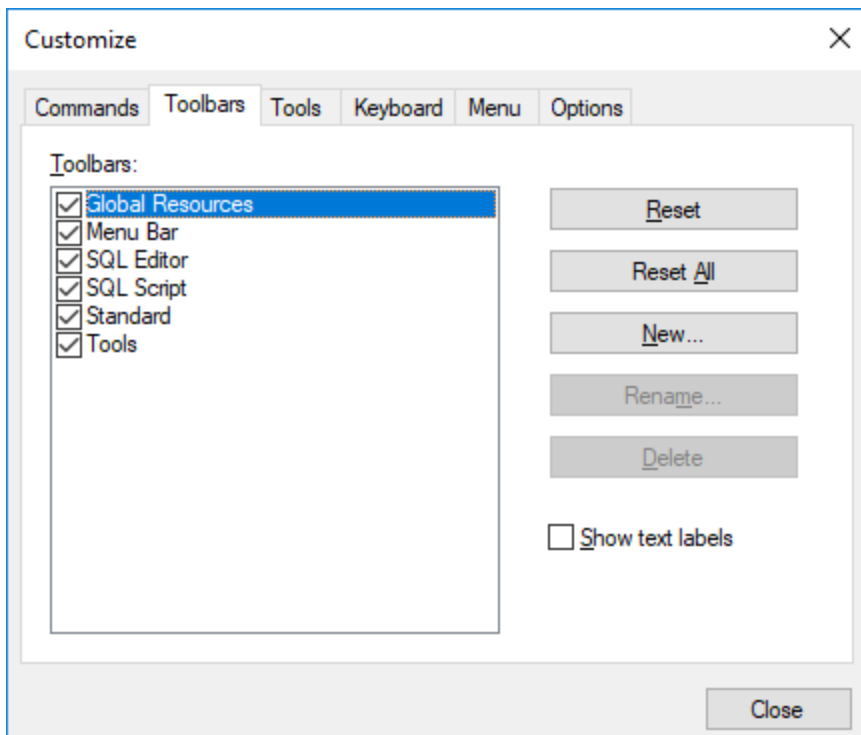 Customize
Commands Toolbars Tools Keyboard Menu Options
Toolbars:
Global Resources
Menu Bar
SQL Editor
SQL Script
Standard
Tools
Reset
Reset All
New...
Rename...
Delete
Show text labels
Close